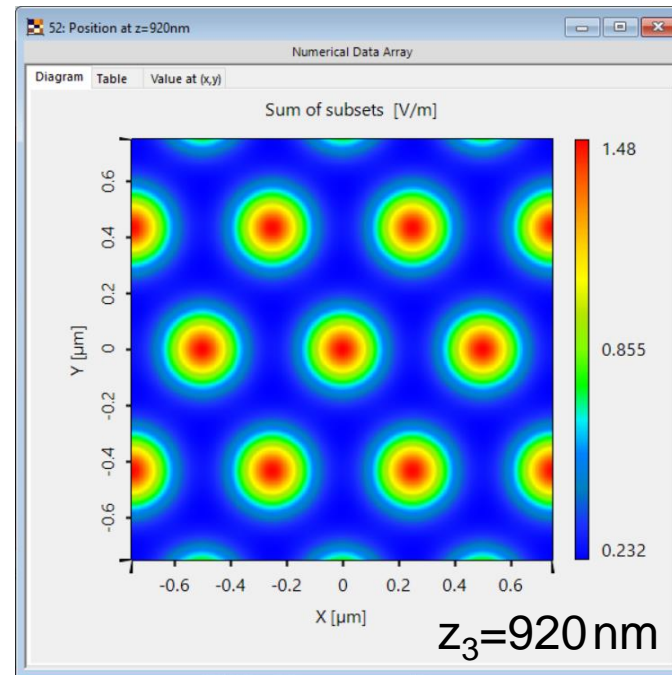 52: Position at z=920nm
Numerical Data Array
Diagram Table Value at (x,y)
Sum of subsets [V/m]
1.48
0.855
0.232
Y [µm]
0.6
0.4
0.2
0
-0.2
-0.4
-0.6
-0.6 -0.4 -0.2 0 0.2 0.4 0.6
X [µm]
z₃=920 nm